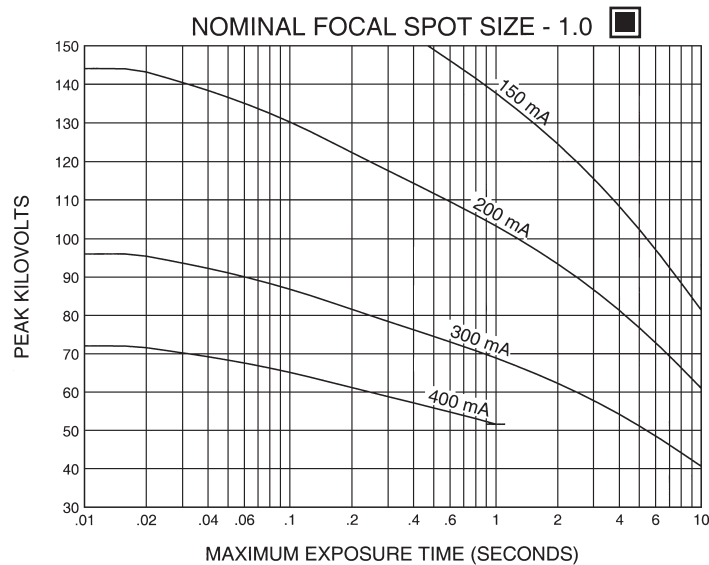 NOMINAL FOCAL SPOT SIZE - 1.0
150
140
130
120
110
100
90
80
70
60
50
40
30
PEAK KILOVOLTS
150 mA
200 mA
300 mA
400 mA
.01 .02 .04 .06 .1 .2 .4 .6 1 2 4 6 10
MAXIMUM EXPOSURE TIME (SECONDS)